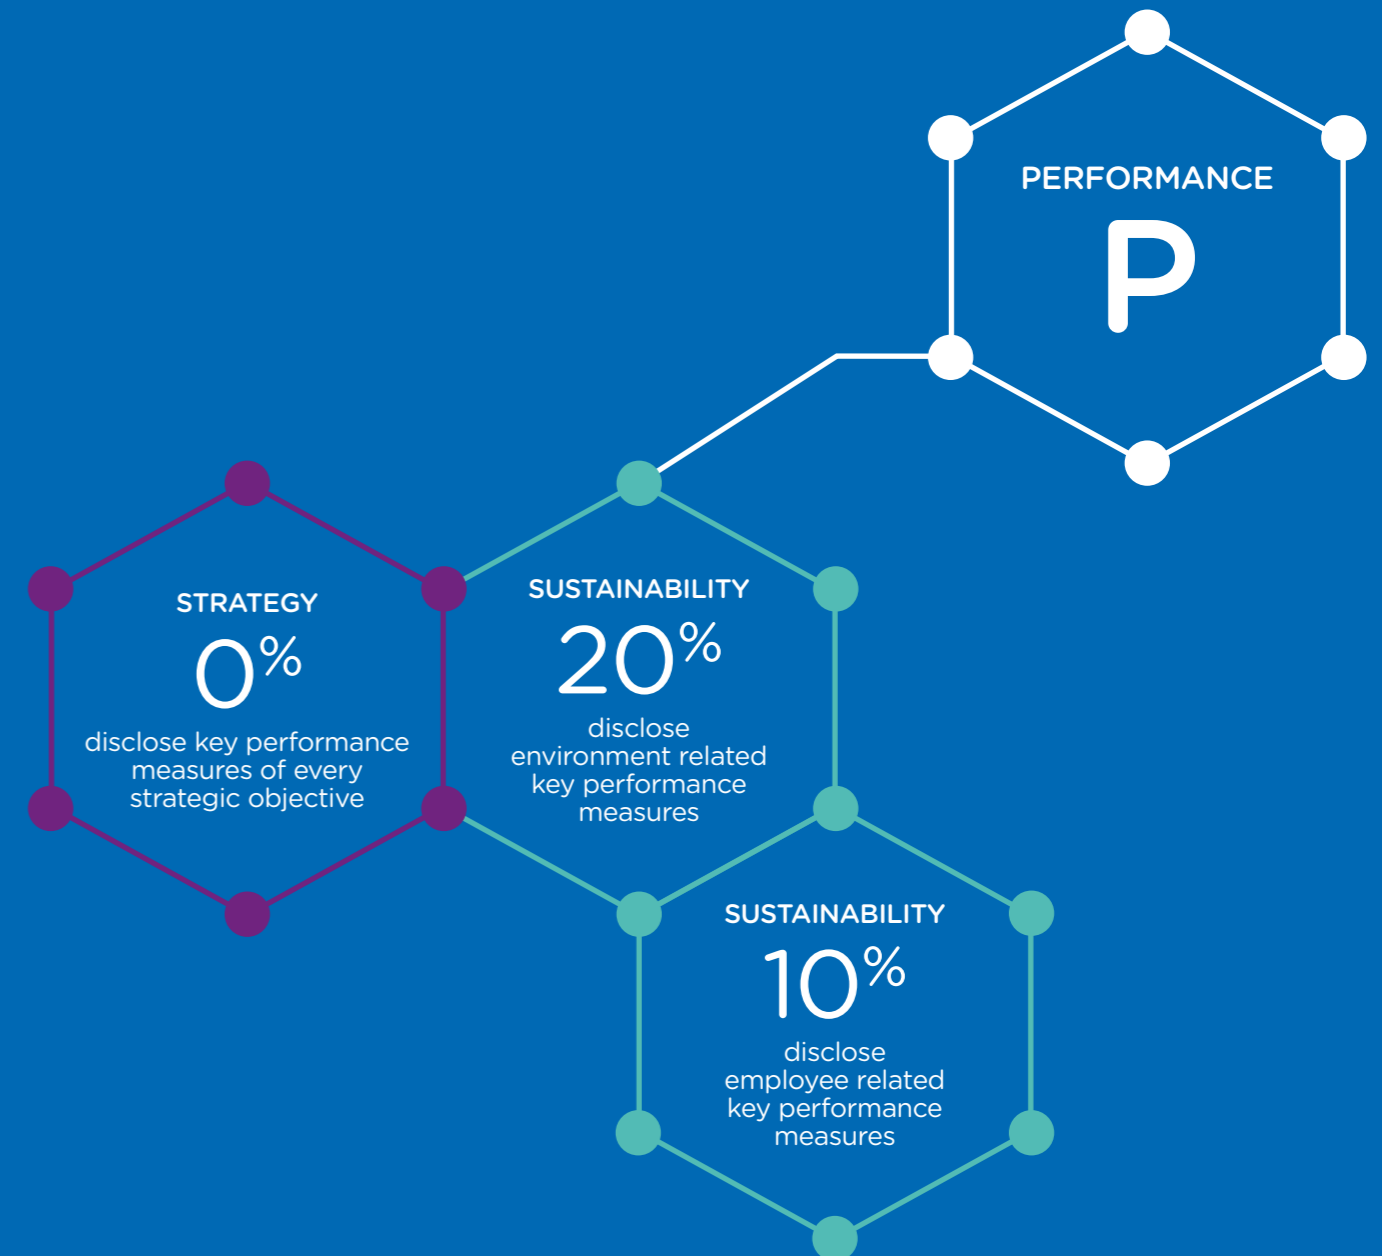 PERFORMANCE
P
STRATEGY
0%
disclose key performance
measures of every
strategic objective
SUSTAINABILITY
20%
disclose
environment related
key performance
measures
SUSTAINABILITY
10%
disclose
employee related
key performance
measures